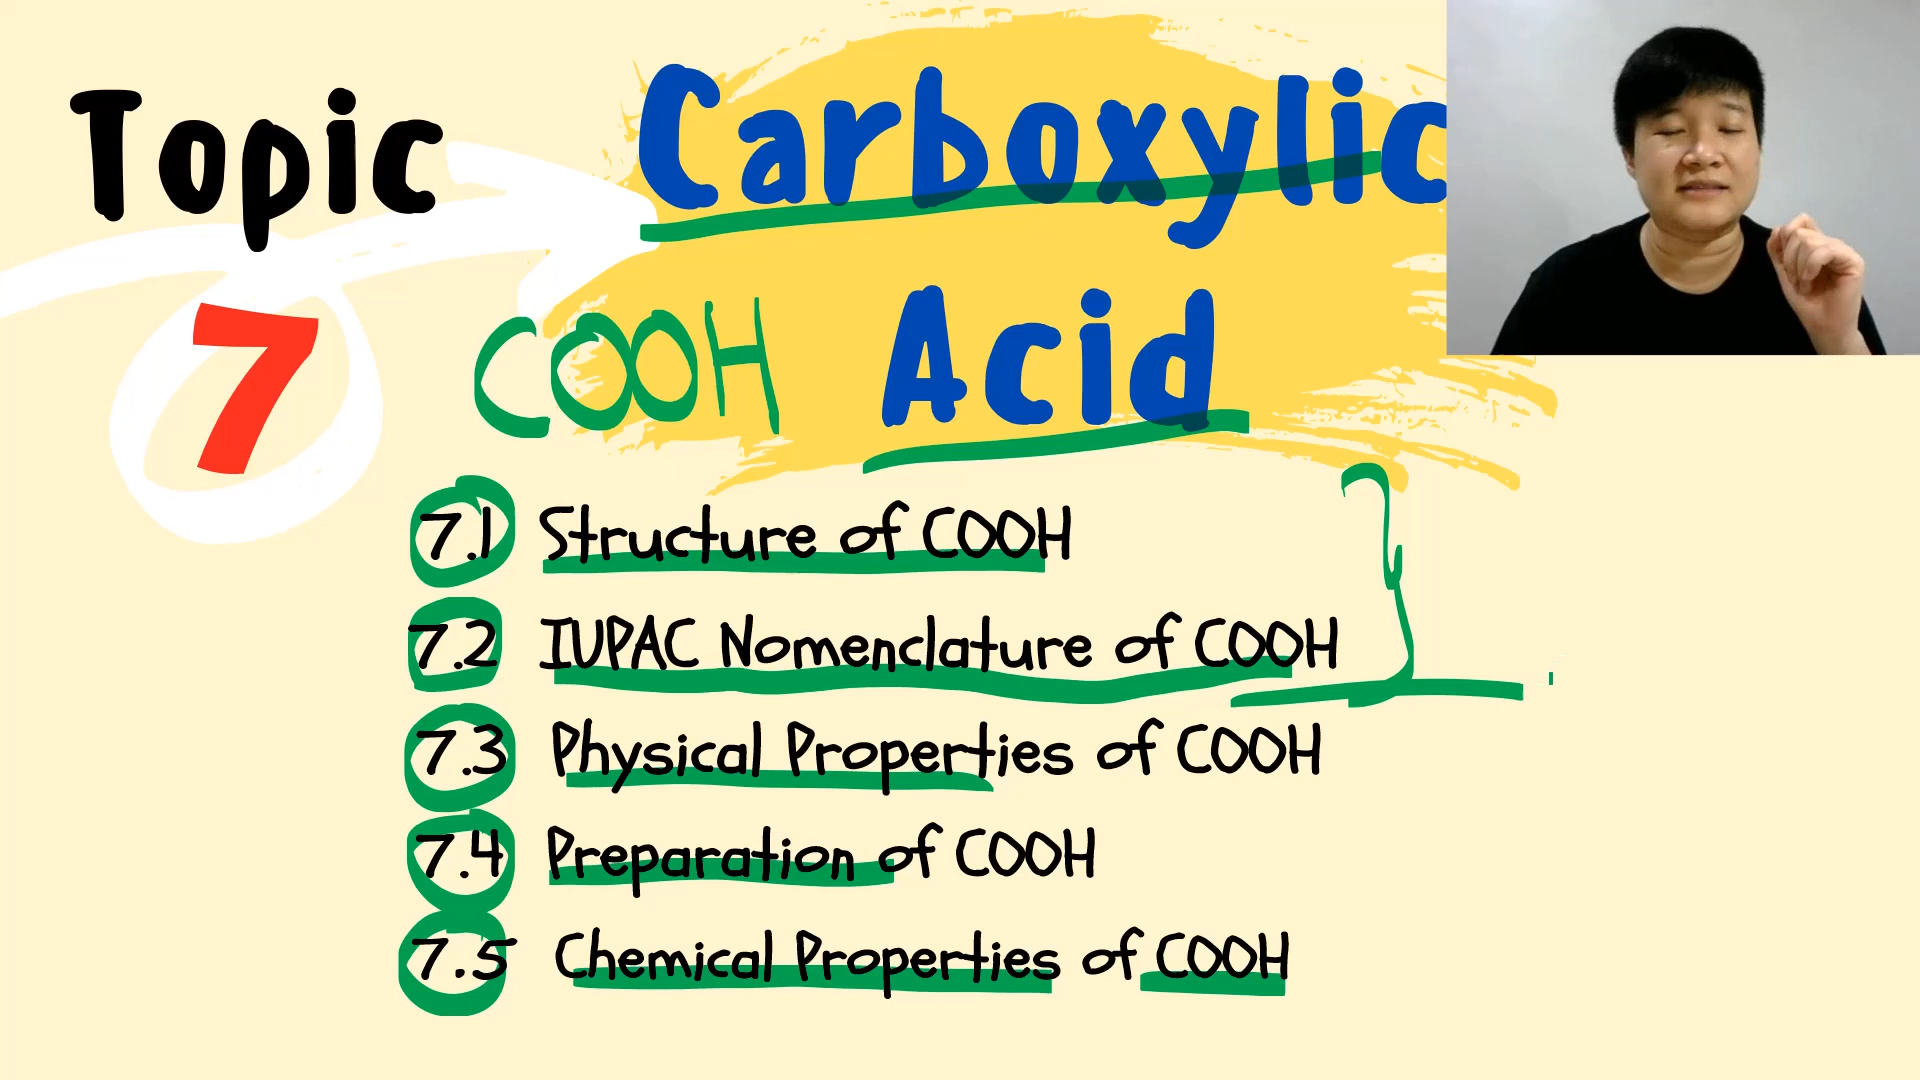 Topic
7
Carboxylic
COOH Acid
7.1 Structure of COOH
7.2 IUPAC Nomenclature of COOH
7.3 Physical Properties of COOH
7.4 Preparation of COOH
7.5 Chemical Properties of COOH